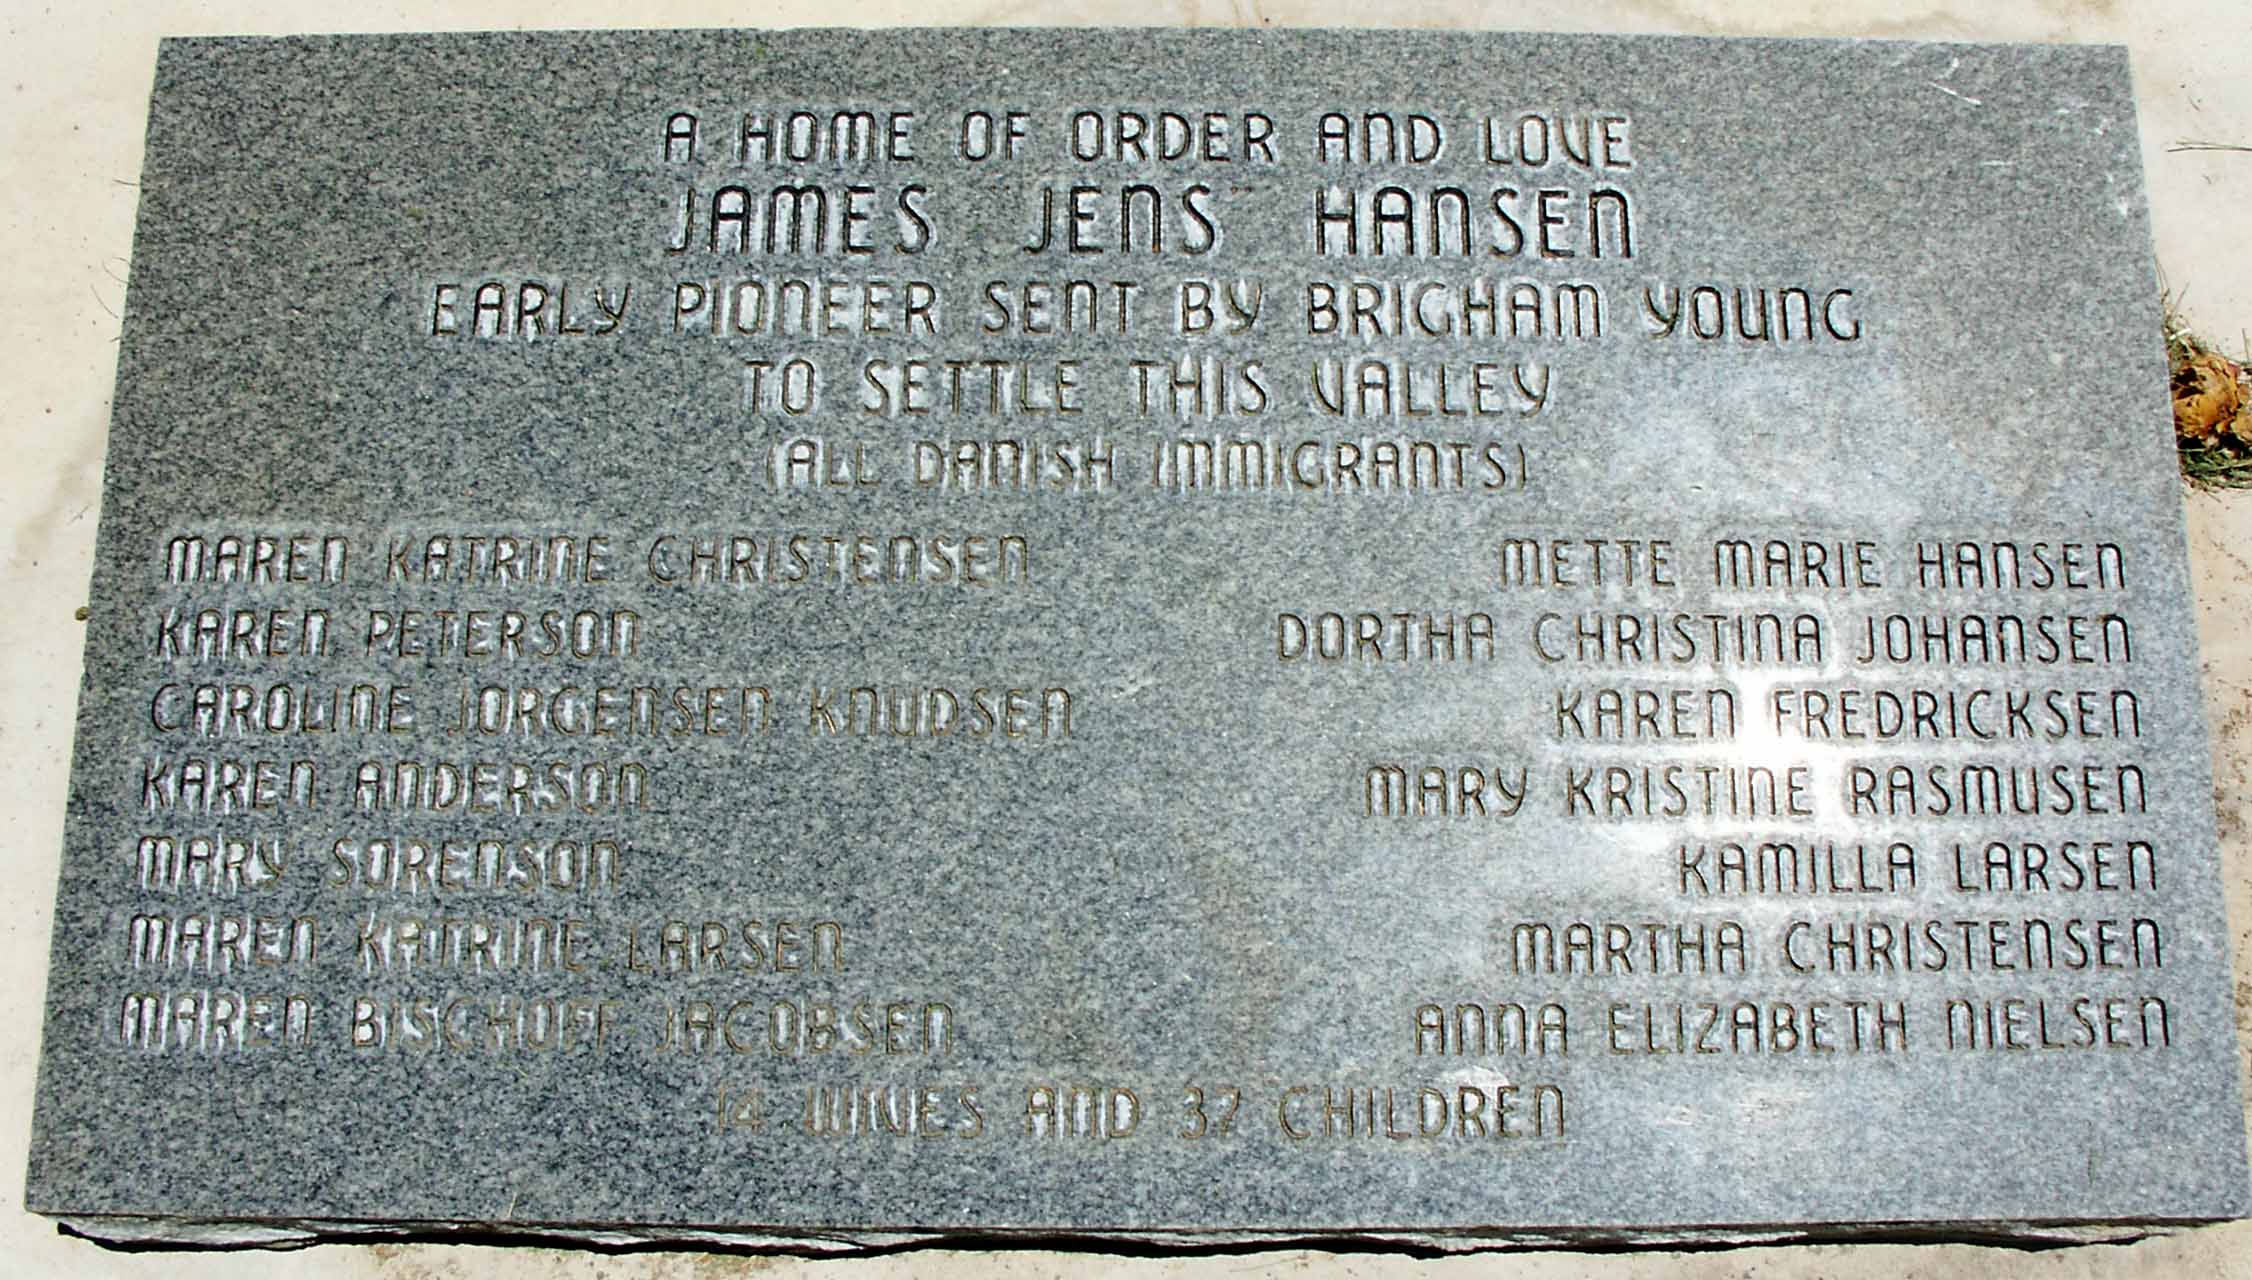 A HOME OF ORDER AND LOVE
JAMES "JENS" HANSEN
EARLY PIONEER SENT BY BRIGHAM YOUNG
TO SETTLE THIS VALLEY
(ALL DANISH IMMIGRANTS)
MAREN KATRINE CHRISTENSEN METTE MARIE HANSEN
KAREN PETERSON DORTHA CHRISTINA JOHANSEN
CAROLINE JORGENSEN KNUDSEN KAREN FREDRICKSEN
KAREN ANDERSON MARY KRISTINE RASMUSEN
MARY SORENSON KAMILLA LARSEN
MAREN KATRINE LARSEN MARTHA CHRISTENSEN
MAREN BISCHOFF JACOBSEN ANNA ELIZABETH NIELSEN
14 WIVES AND 37 CHILDREN